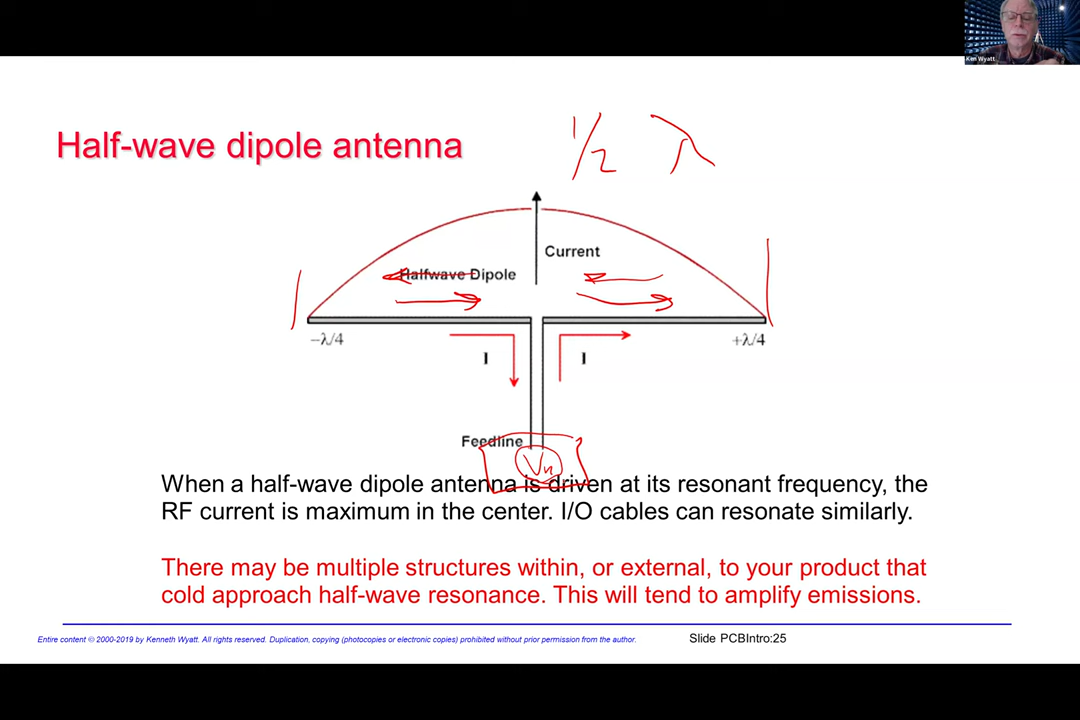 Ken Wyatt
Half-wave dipole antenna
1/2 λ
Current
Halfwave Dipole
−λ/4
+λ/4
I
I
Feedline
Vn
When a half-wave dipole antenna is driven at its resonant frequency, the
RF current is maximum in the center. I/O cables can resonate similarly.
There may be multiple structures within, or external, to your product that
cold approach half-wave resonance. This will tend to amplify emissions.
Entire content © 2000-2019 by Kenneth Wyatt. All rights reserved. Duplication, copying (photocopies or electronic copies) prohibited without prior permission from the author.
Slide PCBIntro:25